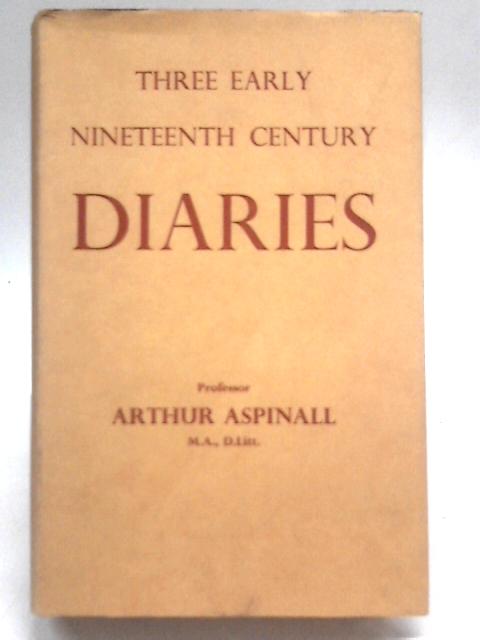 THREE EARLY
NINETEENTH CENTURY
DIARIES
Professor
ARTHUR ASPINALL
M.A., D.Litt.